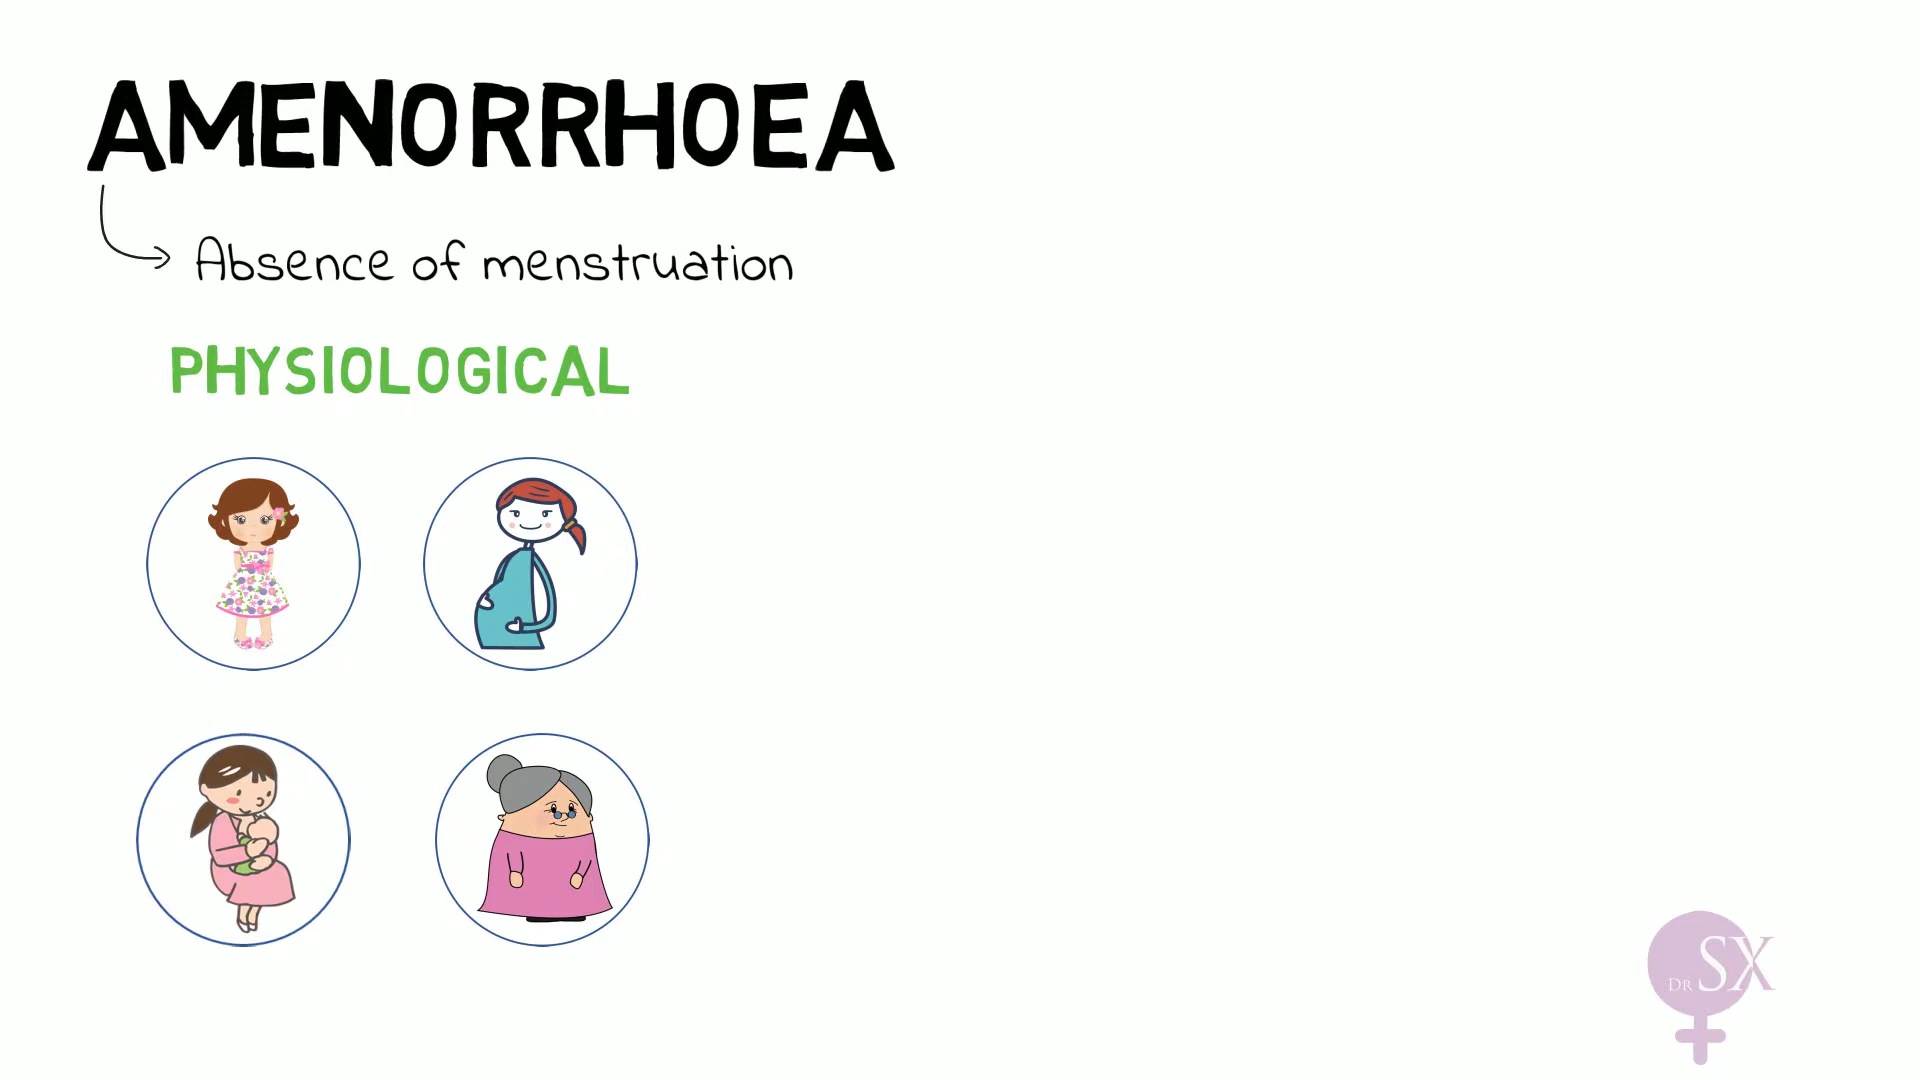 AMENORRHOEA
Absence of menstruation
PHYSIOLOGICAL
DR SX